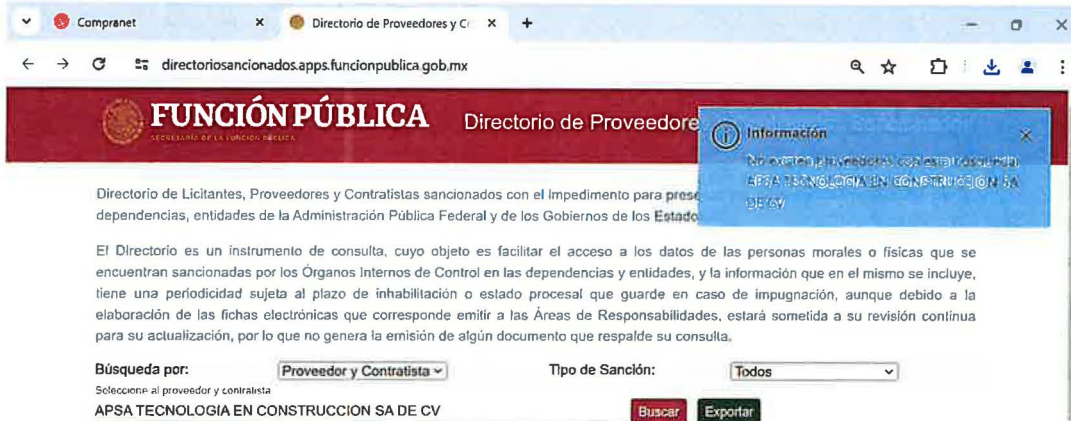 Compranet
Directorio de Proveedores y C
directoriosancionados.apps.funcionpublica.gob.mx
FUNCIÓN PÚBLICA
SECRETARÍA DE LA FUNCIÓN PÚBLICA
Directorio de Proveedore
Información
No existen proveedores con esta búsqueda
APSA TECNOLOGIA EN CONSTRUCCION SA
DE CV
Directorio de Licitantes, Proveedores y Contratistas sancionados con el Impedimento para prese
dependencias, entidades de la Administración Pública Federal y de los Gobiernos de los Estado
El Directorio es un instrumento de consulta, cuyo objeto es facilitar el acceso a los datos de las personas morales o físicas que se
encuentran sancionadas por los Órganos Internos de Control en las dependencias y entidades, y la información que en el mismo se incluye,
tiene una periodicidad sujeta al plazo de inhabilitación o estado procesal que guarde en caso de impugnación, aunque debido a la
elaboración de las fichas electrónicas que corresponde emitir a las Áreas de Responsabilidades, estará sometida a su revisión continua
para su actualización, por lo que no genera la emisión de algún documento que respalde su consulta.
Búsqueda por: Proveedor y Contratista Tipo de Sanción: Todos
Seleccione al proveedor y contratista
APSA TECNOLOGIA EN CONSTRUCCION SA DE CV Buscar Exportar